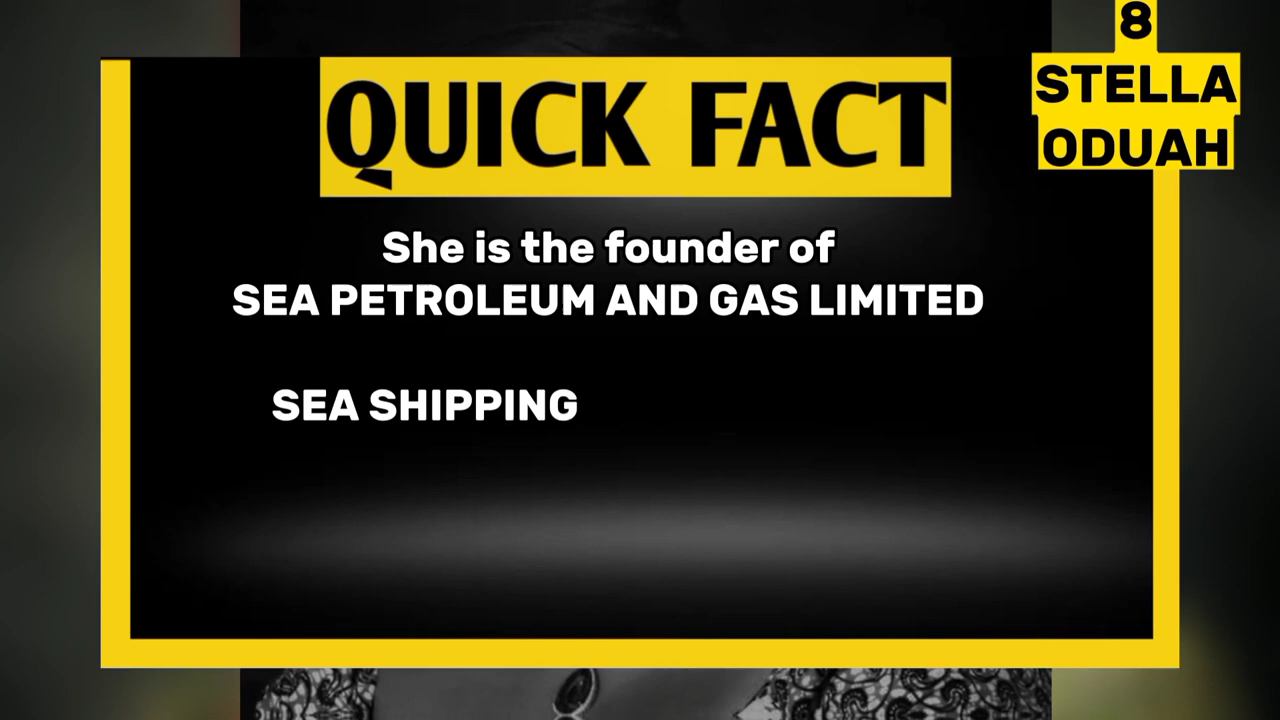 8
STELLA
ODUAH
QUICK FACT
She is the founder of
SEA PETROLEUM AND GAS LIMITED
SEA SHIPPING